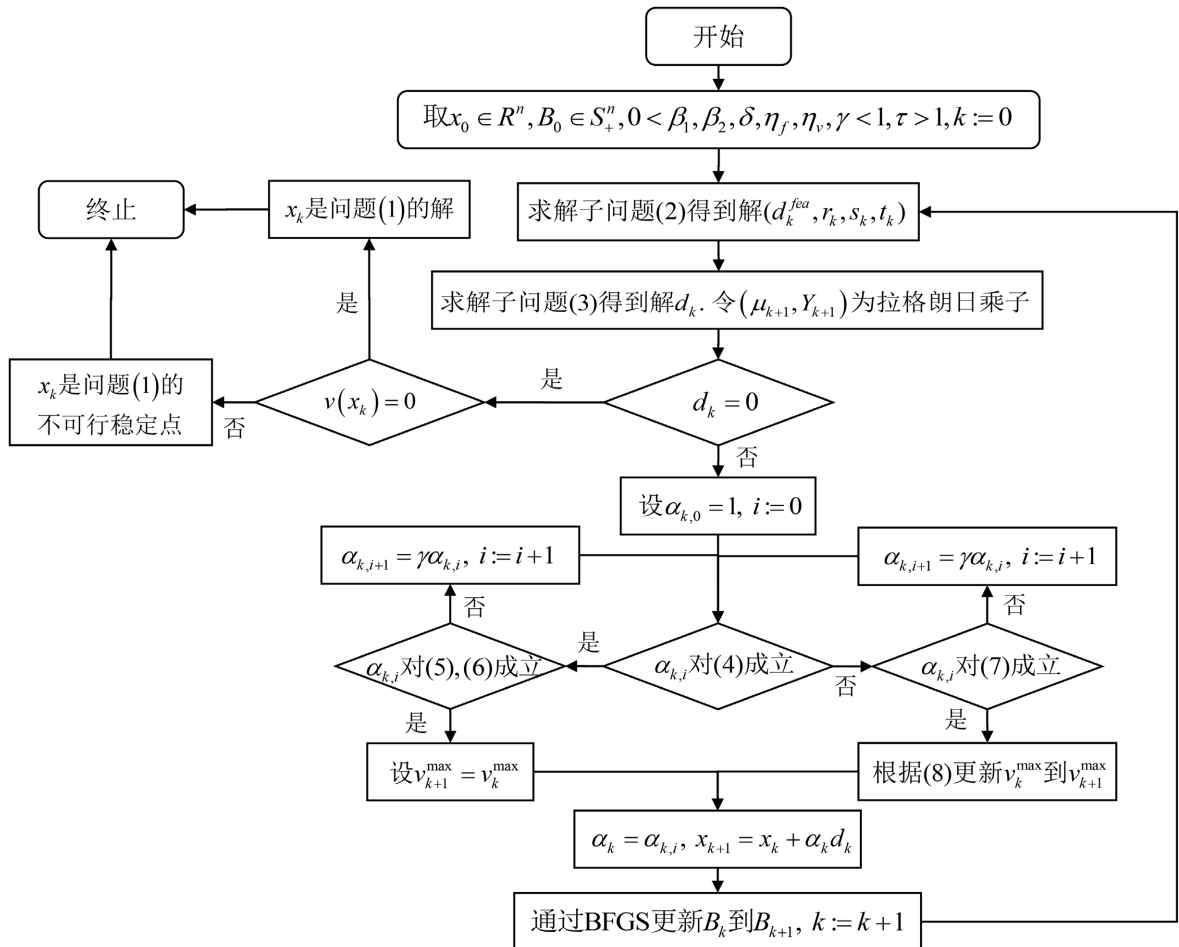 开始
取x₀ ∈ Rⁿ, B₀ ∈ S₊ⁿ, 0 < β₁, β₂, δ, η_f, η_v, γ < 1, τ > 1, k := 0
终止
x_k是问题(1)的解
求解子问题(2)得到解(d_k^{fea}, r_k, s_k, t_k)
是
求解子问题(3)得到解d_k. 令(μ_{k+1}, Y_{k+1})为拉格朗日乘子
x_k是问题(1)的
不可行稳定点
否
v(x_k) = 0
是
d_k = 0
否
设α_{k,0} = 1, i := 0
α_{k,i+1} = γα_{k,i}, i := i+1
α_{k,i+1} = γα_{k,i}, i := i+1
否
否
α_{k,i}对(5),(6)成立
是
α_{k,i}对(4)成立
否
α_{k,i}对(7)成立
是
是
设v_{k+1}^{max} = v_k^{max}
根据(8)更新v_k^{max}到v_{k+1}^{max}
α_k = α_{k,i}, x_{k+1} = x_k + α_k d_k
通过BFGS更新B_k到B_{k+1}, k := k+1